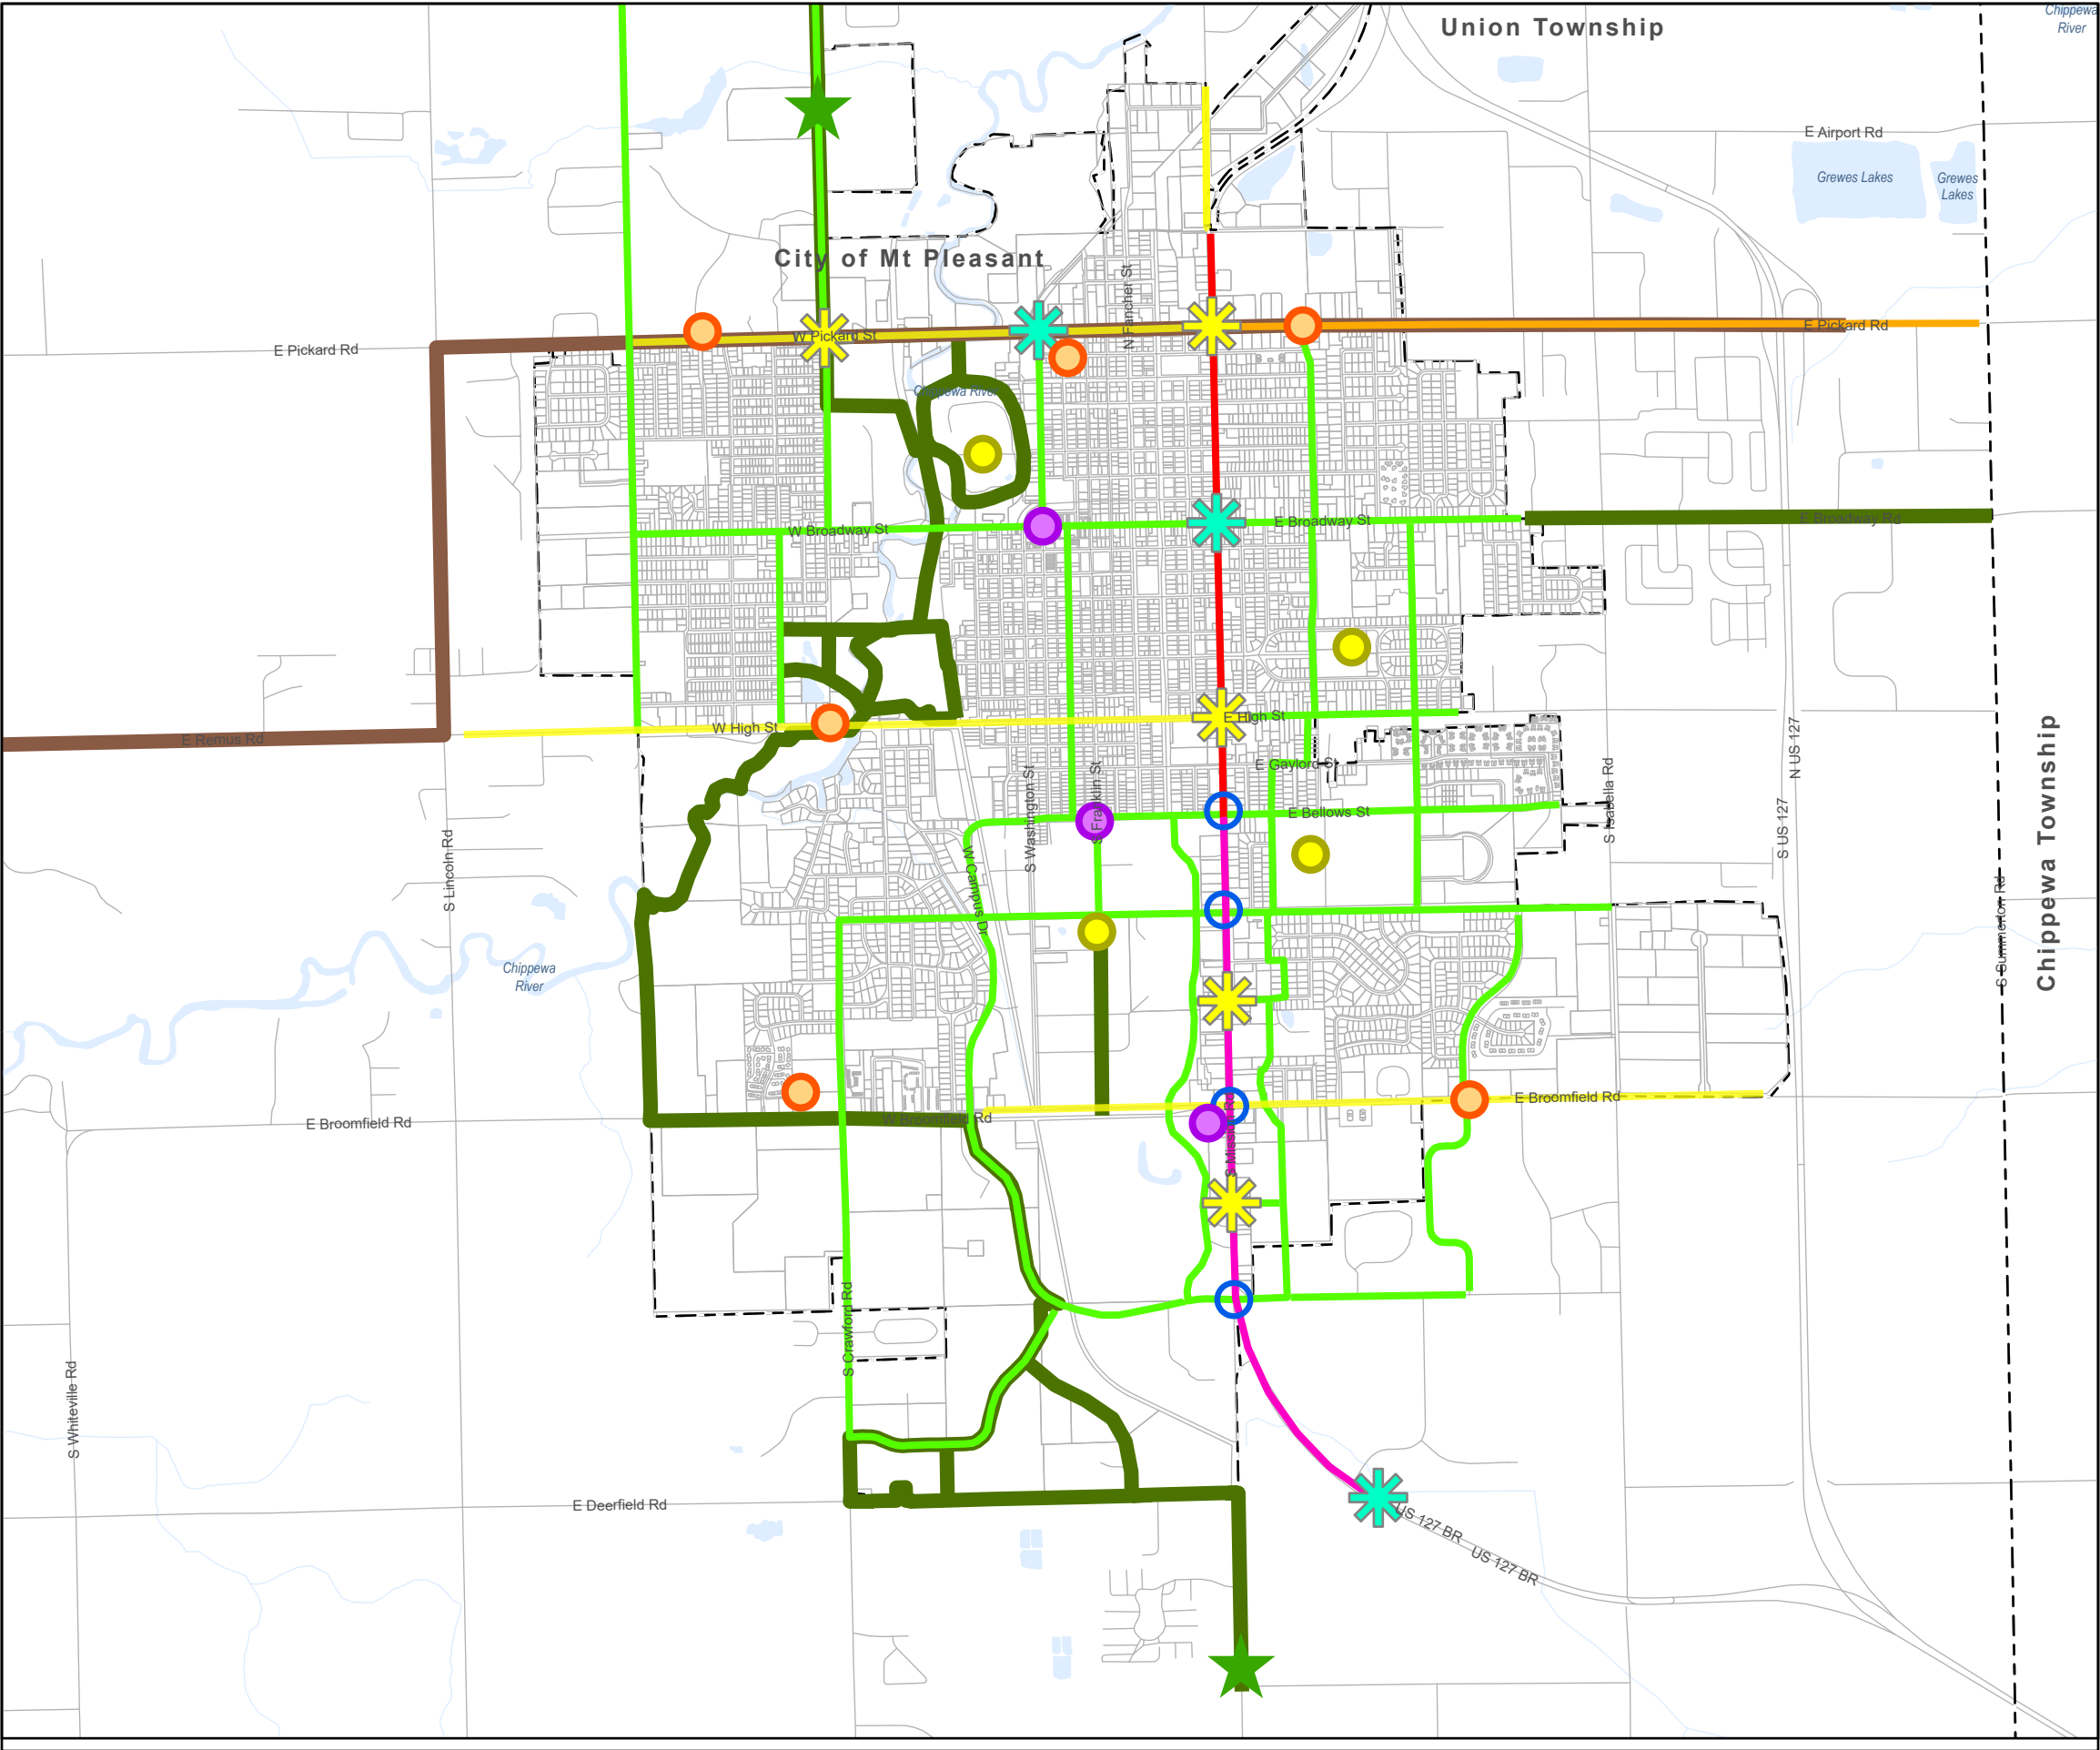 Chippewa
River
Union Township
E Airport Rd
Grewes Lakes
Grewes
Lakes
City of Mt Pleasant
N Fancher St
E Pickard Rd
W Pickard St
E Pickard Rd
Chippewa River
W Broadway St
E Broadway St
E Broadway Rd
E Remus Rd
W High St
E High St
N US 127
E Gaylord St
S Washington St
S Franklin St
E Bellows St
S Isabella Rd
S US 127
S Lincoln Rd
W Campus Dr
S Summerton Rd
Chippewa Township
Chippewa
River
E Broomfield Rd
W Broomfield Rd
E Broomfield Rd
S Mission Rd
S Crawford Rd
S Whiteville Rd
E Deerfield Rd
US 127 BR
US 127 BR